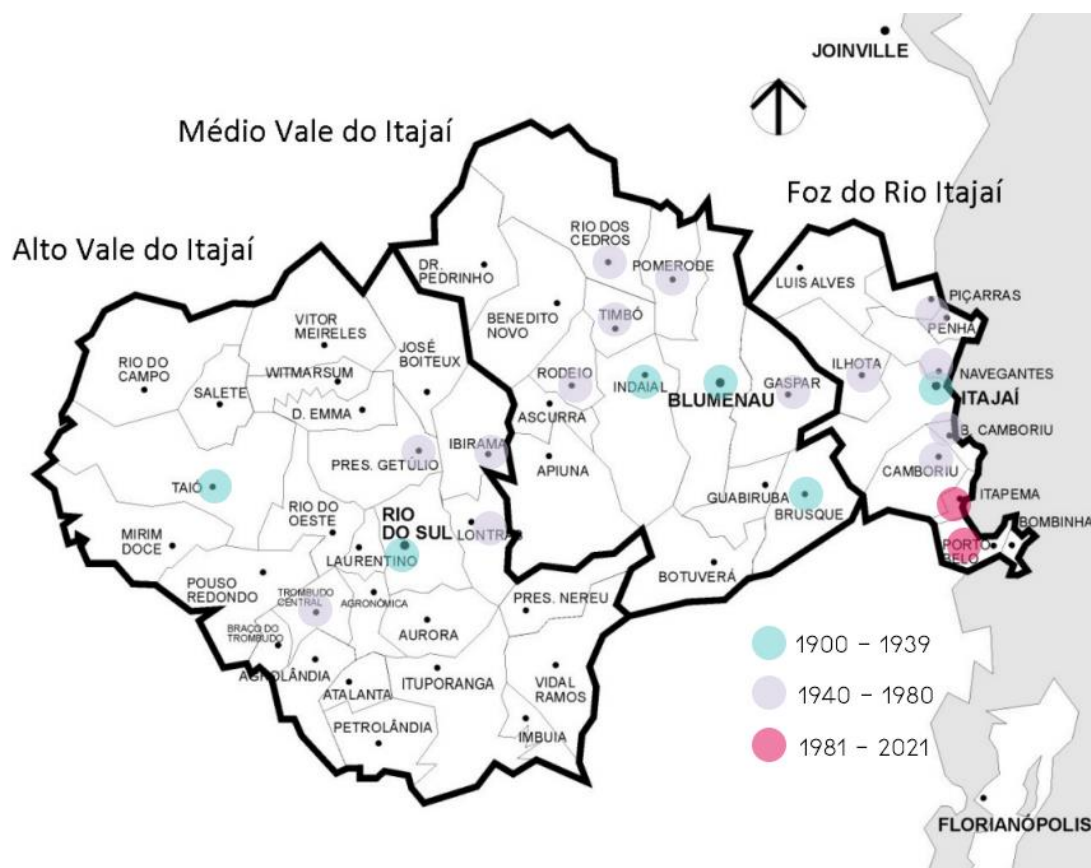 JOINVILLE
Médio Vale do Itajaí
Foz do Rio Itajaí
Alto Vale do Itajaí
RIO DOS
CEDROS
DR.
PEDRINHO
POMERODE
LUIS ALVES
PIÇARRAS
PENHA
VITOR
MEIRELES
BENEDITO
NOVO
TIMBÓ
JOSÉ
BOITEUX
RIO DO
CAMPO
SALETE
WITMARSUM
RODEIO
INDAIAL
BLUMENAU
GASPAR
ILHOTA
NAVEGANTES
ITAJAÍ
D. EMMA
ASCURRA
B. CAMBORIU
IBIRAMA
PRES. GETÚLIO
APIUNA
CAMBORIU
TAIÓ
GUABIRUBA
BRUSQUE
ITAPEMA
RIO DO
OESTE
RIO
DO SUL
LONTRAS
BOMBINHA
MIRIM
DOCE
LAURENTINO
PORTO
BELO
POUSO
REDONDO
TROMBUDO
CENTRAL
AGRONÔMICA
BOTUVERÁ
PRES. NEREU
BRAÇO DO
TROMBUDO
AURORA
1900 – 1939
AGROLÂNDIA
ITUPORANGA
VIDAL
RAMOS
ATALANTA
1940 – 1980
PETROLÂNDIA
IMBUIA
1981 – 2021
FLORIANÓPOLIS